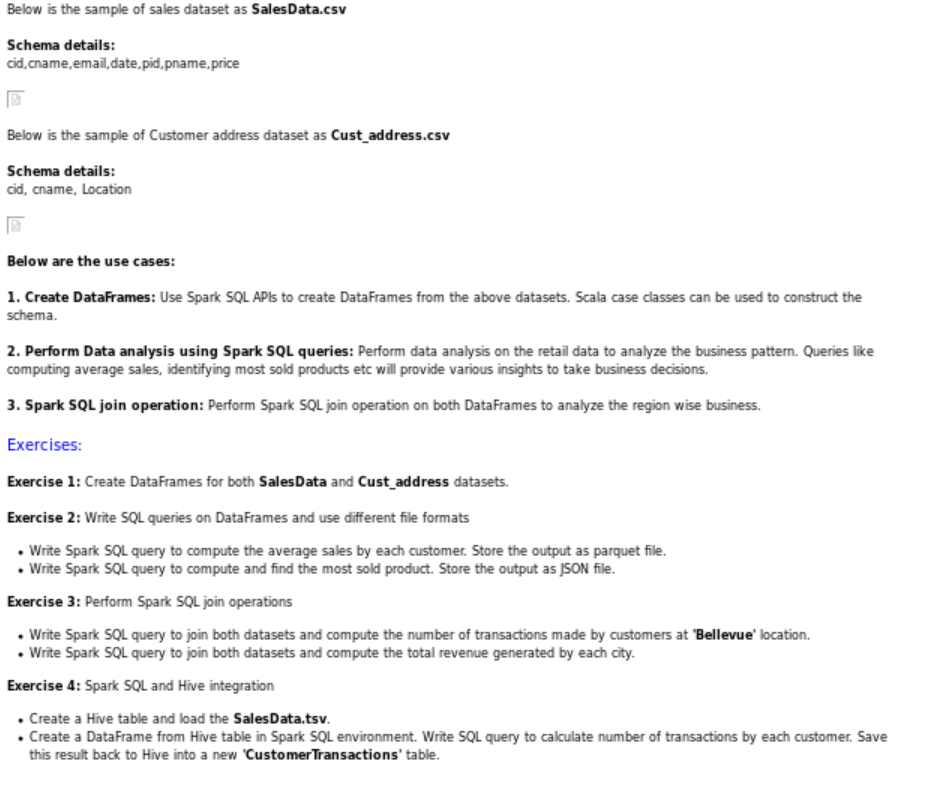 Below is the sample of sales dataset as SalesData.csv
Schema details:
cid,cname,email,date,pid,pname,price
Below is the sample of Customer address dataset as Cust_address.csv
Schema details:
cid, cname, Location
Below are the use cases:
1. Create DataFrames: Use Spark SQL APIs to create DataFrames from the above datasets. Scala case classes can be used to construct the
schema.
2. Perform Data analysis using Spark SQL queries: Perform data analysis on the retail data to analyze the business pattern. Queries like
computing average sales, identifying most sold products etc will provide various insights to take business decisions.
3. Spark SQL join operation: Perform Spark SQL join operation on both DataFrames to analyze the region wise business.
Exercises:
Exercise 1: Create DataFrames for both SalesData and Cust_address datasets.
Exercise 2: Write SQL queries on DataFrames and use different file formats
• Write Spark SQL query to compute the average sales by each customer. Store the output as parquet file.
• Write Spark SQL query to compute and find the most sold product. Store the output as JSON file.
Exercise 3: Perform Spark SQL join operations
• Write Spark SQL query to join both datasets and compute the number of transactions made by customers at 'Bellevue' location.
• Write Spark SQL query to join both datasets and compute the total revenue generated by each city.
Exercise 4: Spark SQL and Hive integration
• Create a Hive table and load the SalesData.tsv.
• Create a DataFrame from Hive table in Spark SQL environment. Write SQL query to calculate number of transactions by each customer. Save
this result back to Hive into a new 'CustomerTransactions' table.